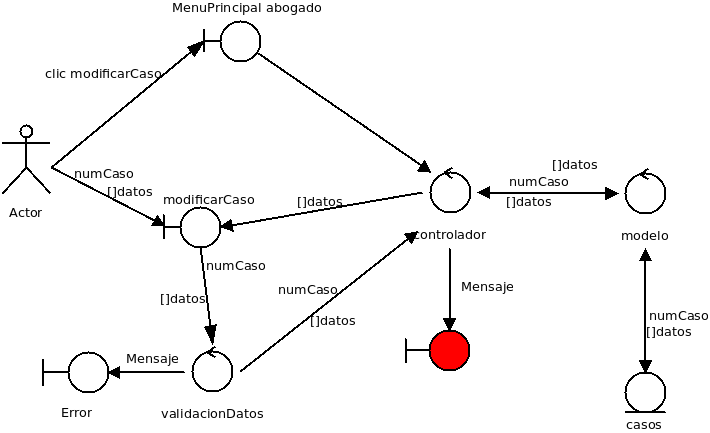 MenuPrincipal abogado
clic modificarCaso
numCaso
[]datos
Actor
modificarCaso
[]datos
[]datos
numCaso
[]datos
controlador
modelo
numCaso
[]datos
numCaso
[]datos
Mensaje
numCaso
[]datos
Mensaje
Error
validacionDatos
casos